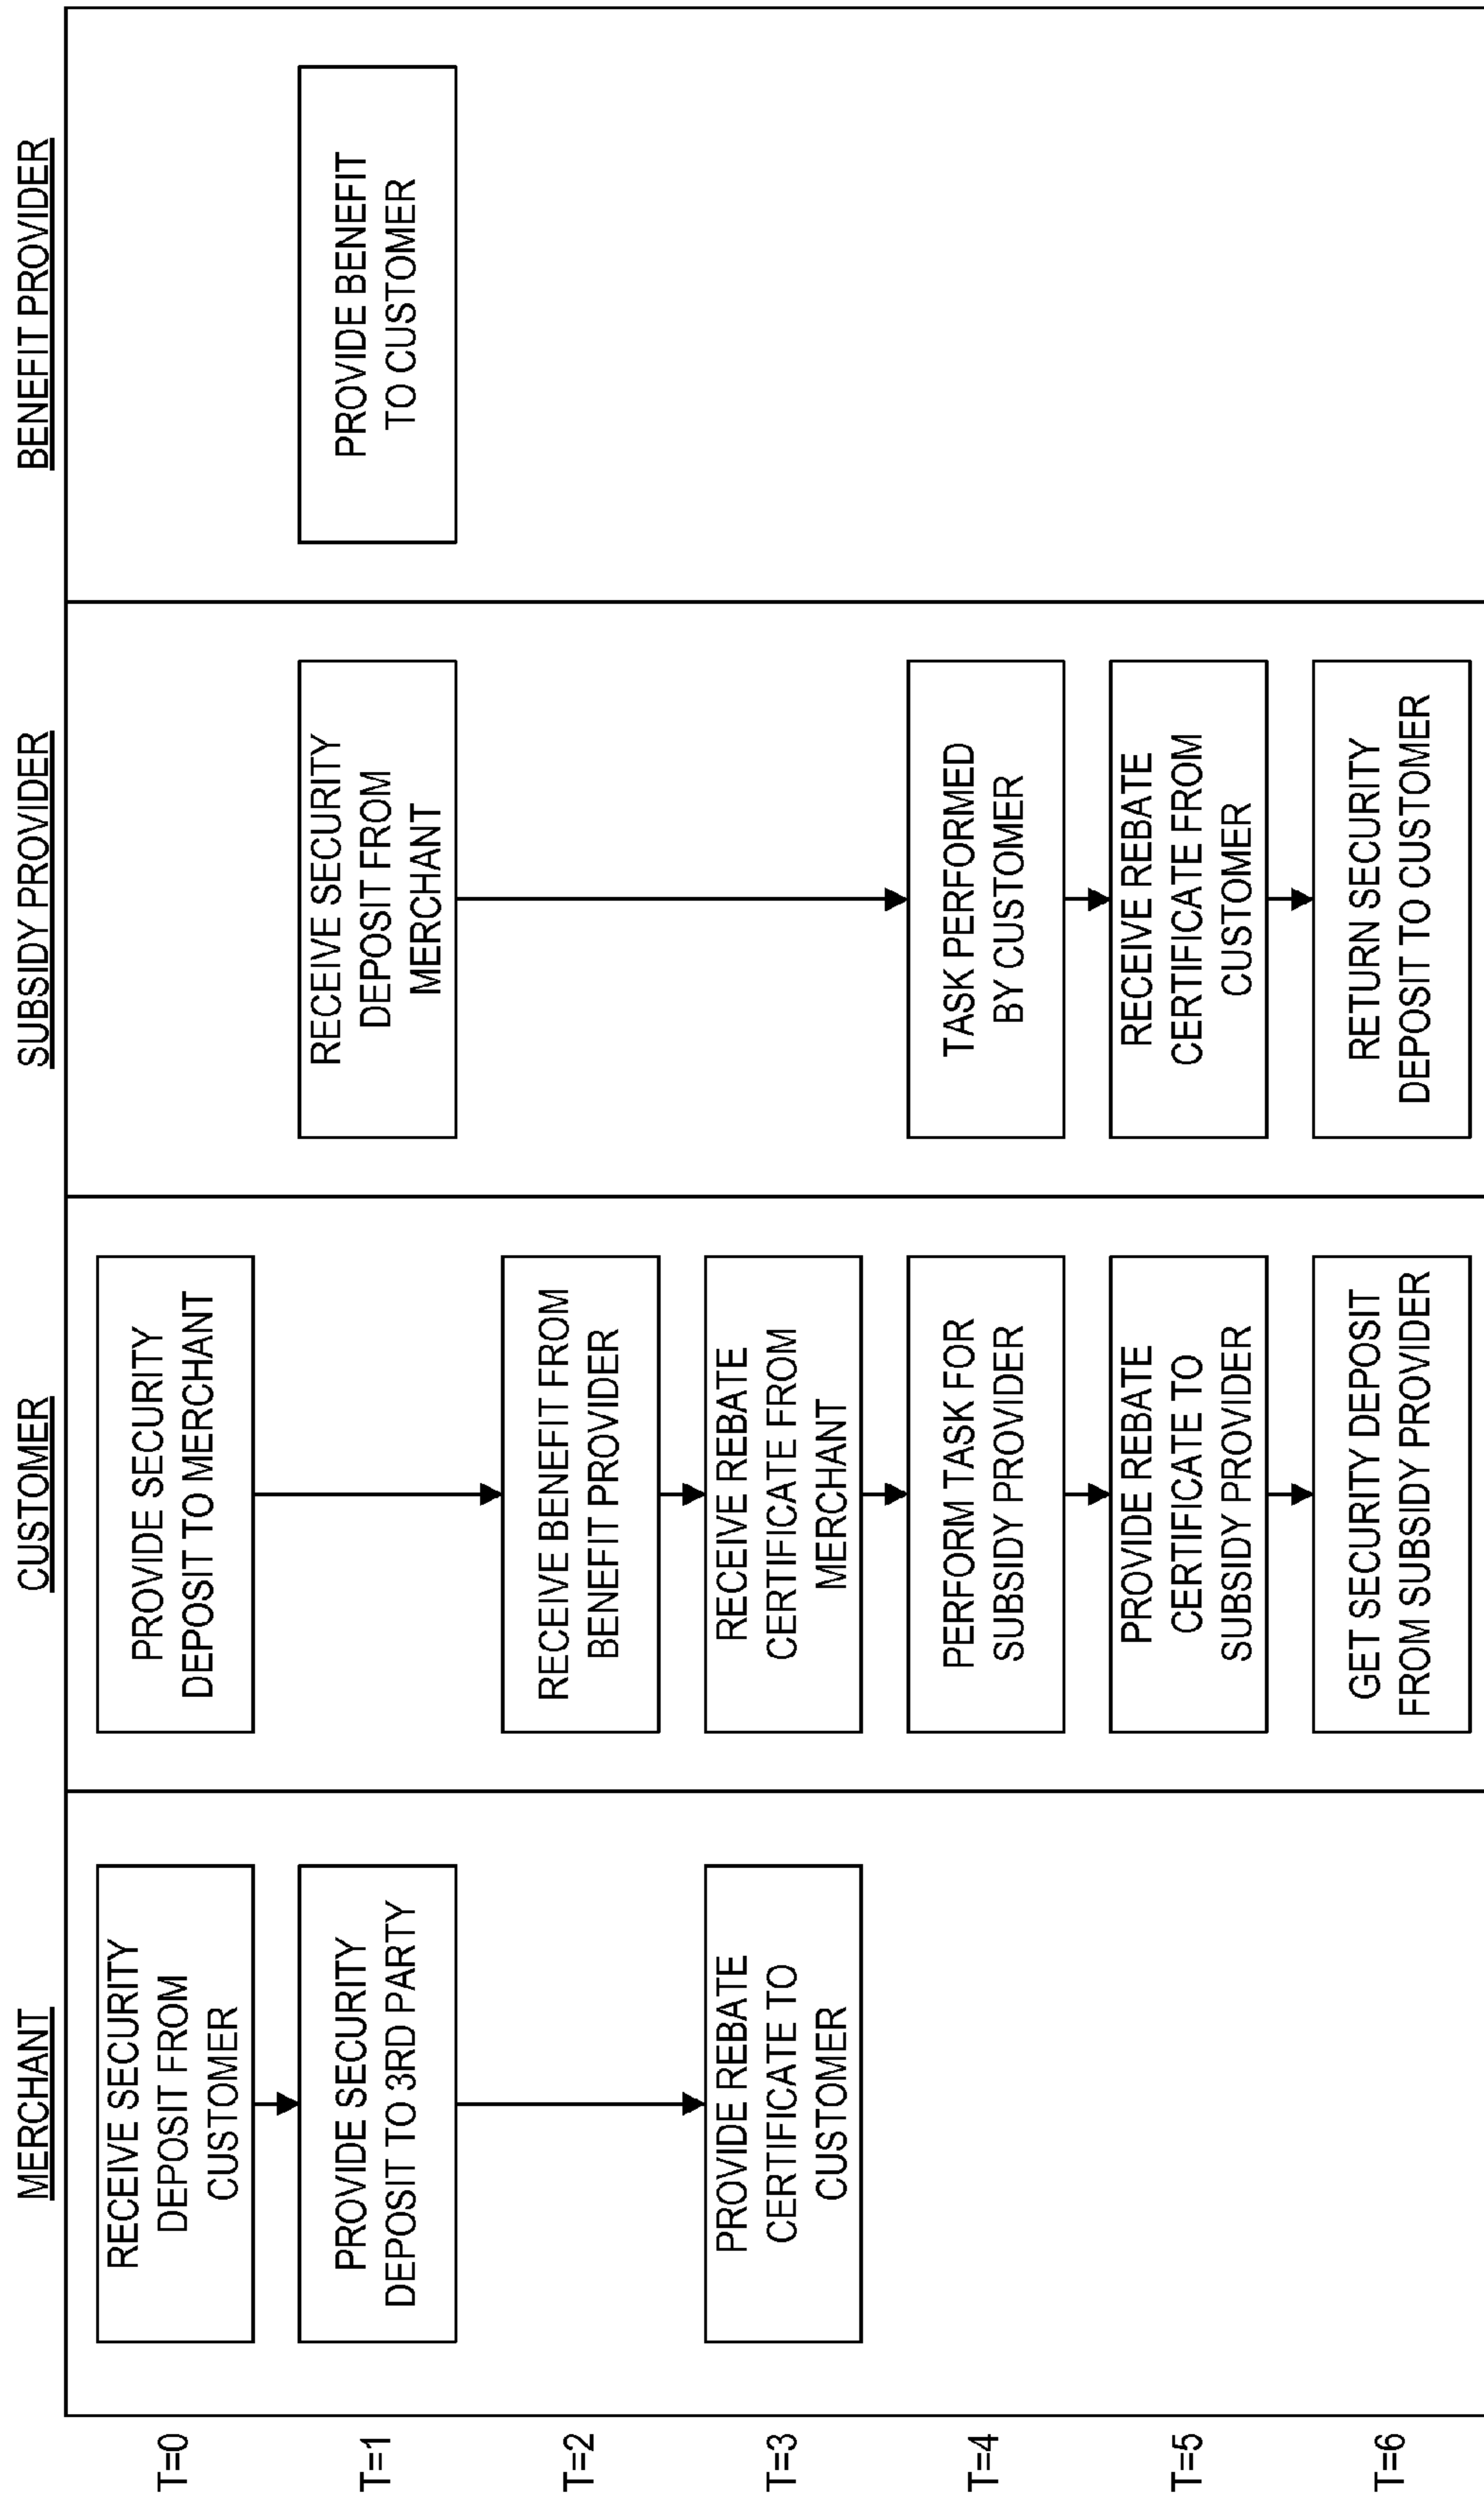 MERCHANT
CUSTOMER
SUBSIDY PROVIDER
BENEFIT PROVIDER
T=0
RECEIVE SECURITY
DEPOSIT FROM
CUSTOMER
PROVIDE SECURITY
DEPOSIT TO MERCHANT
T=1
PROVIDE SECURITY
DEPOSIT TO 3RD PARTY
RECEIVE SECURITY
DEPOSIT FROM
MERCHANT
PROVIDE BENEFIT
TO CUSTOMER
T=2
RECEIVE BENEFIT FROM
BENEFIT PROVIDER
T=3
PROVIDE REBATE
CERTIFICATE TO
CUSTOMER
RECEIVE REBATE
CERTIFICATE FROM
MERCHANT
T=4
PERFORM TASK FOR
SUBSIDY PROVIDER
TASK PERFORMED
BY CUSTOMER
T=5
PROVIDE REBATE
CERTIFICATE TO
SUBSIDY PROVIDER
RECEIVE REBATE
CERTIFICATE FROM
CUSTOMER
T=6
GET SECURITY DEPOSIT
FROM SUBSIDY PROVIDER
RETURN SECURITY
DEPOSIT TO CUSTOMER